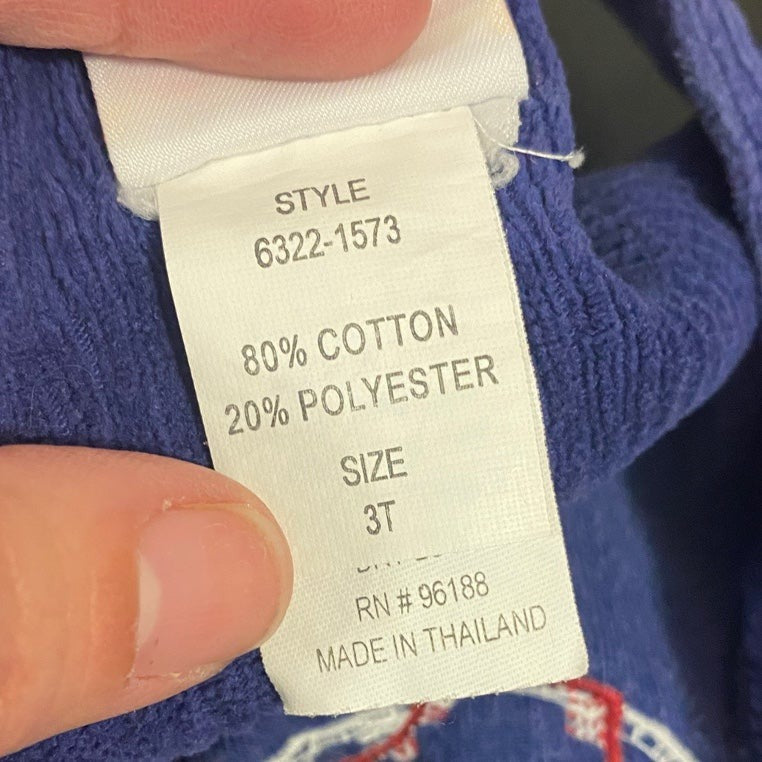 STYLE
6322-1573
80% COTTON
20% POLYESTER
SIZE
3T
RN # 96188
MADE IN THAILAND